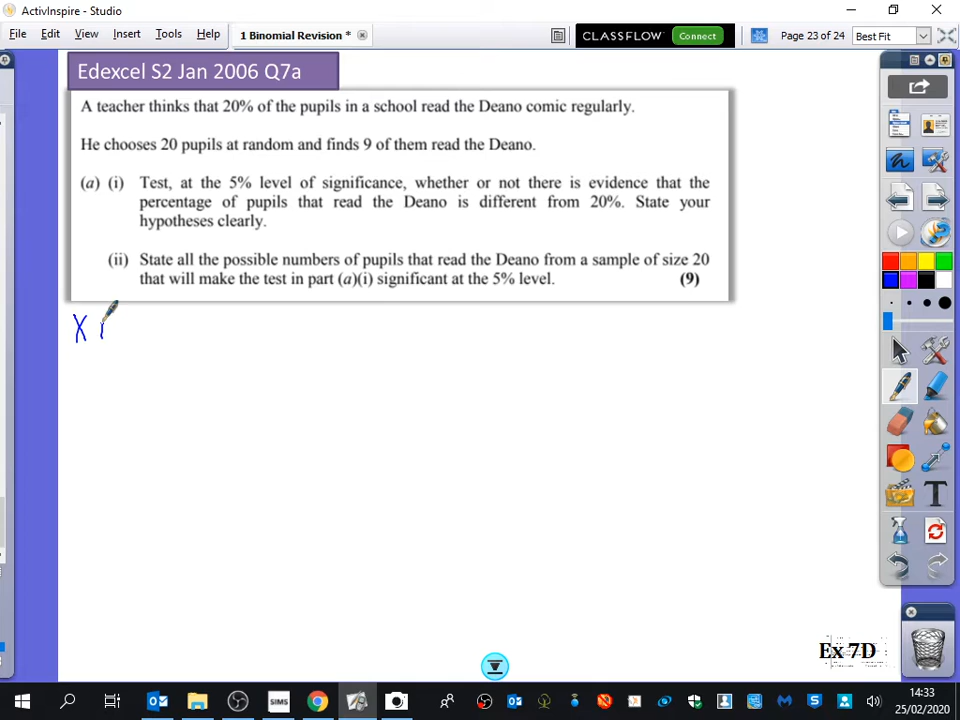 ActivInspire - Studio
File Edit View Insert Tools Help
1 Binomial Revision *
CLASSFLOW Connect
Page 23 of 24
Best Fit
Edexcel S2 Jan 2006 Q7a
A teacher thinks that 20% of the pupils in a school read the Deano comic regularly.
He chooses 20 pupils at random and finds 9 of them read the Deano.
(a) (i) Test, at the 5% level of significance, whether or not there is evidence that the
percentage of pupils that read the Deano is different from 20%. State your
hypotheses clearly.
(ii) State all the possible numbers of pupils that read the Deano from a sample of size 20
that will make the test in part (a)(i) significant at the 5% level. (9)
X
T
Ex 7D
SIMS
14:33
25/02/2020